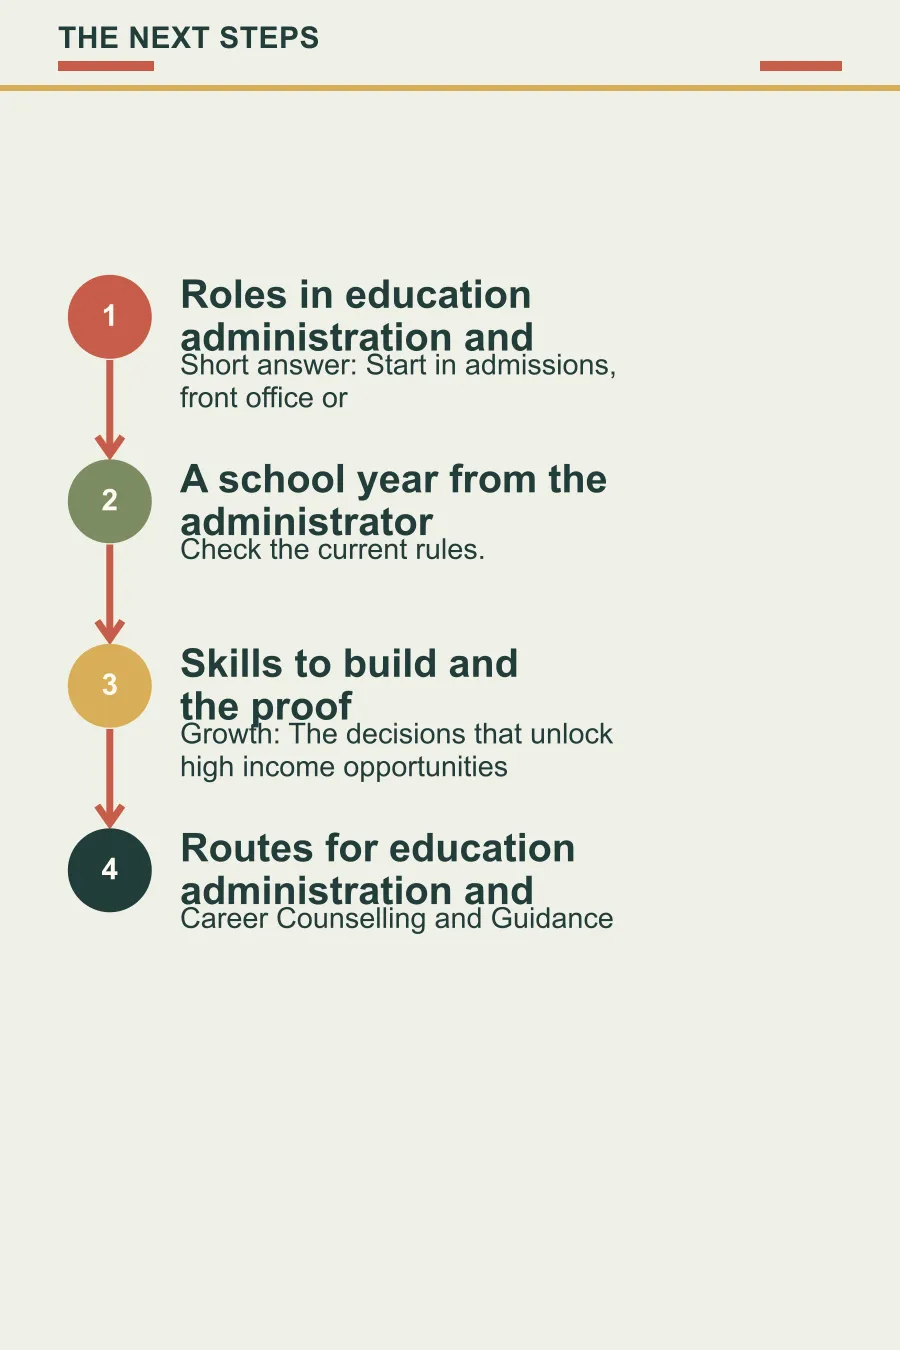 THE NEXT STEPS
1
Roles in education
administration and
Short answer: Start in admissions,
front office or
2
A school year from the
administrator
Check the current rules.
3
Skills to build and
the proof
Growth: The decisions that unlock
high income opportunities
4
Routes for education
administration and
Career Counselling and Guidance